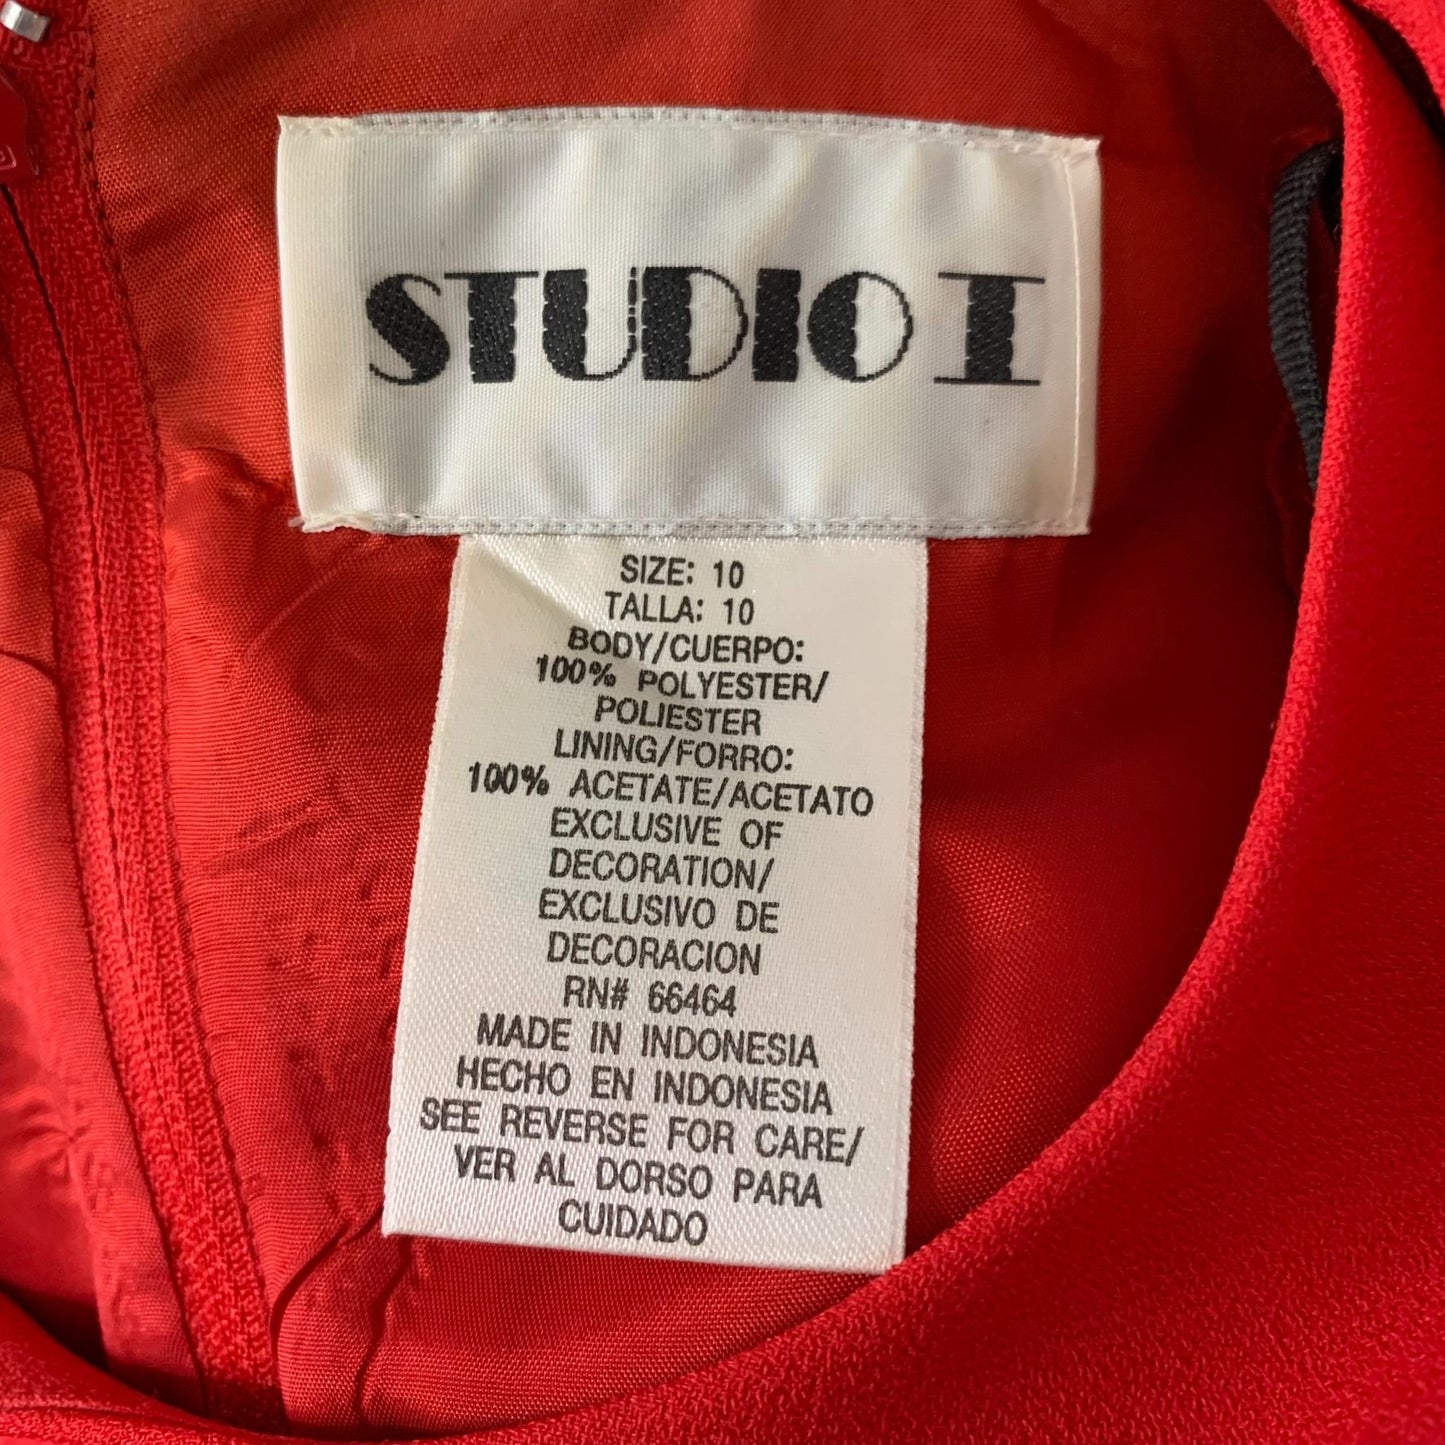 STUDIO I
SIZE: 10
TALLA: 10
BODY/CUERPO:
100% POLYESTER/
POLIESTER
LINING/FORRO:
100% ACETATE/ACETATO
EXCLUSIVE OF
DECORATION/
EXCLUSIVO DE
DECORACION
RN# 66464
MADE IN INDONESIA
HECHO EN INDONESIA
SEE REVERSE FOR CARE/
VER AL DORSO PARA
CUIDADO